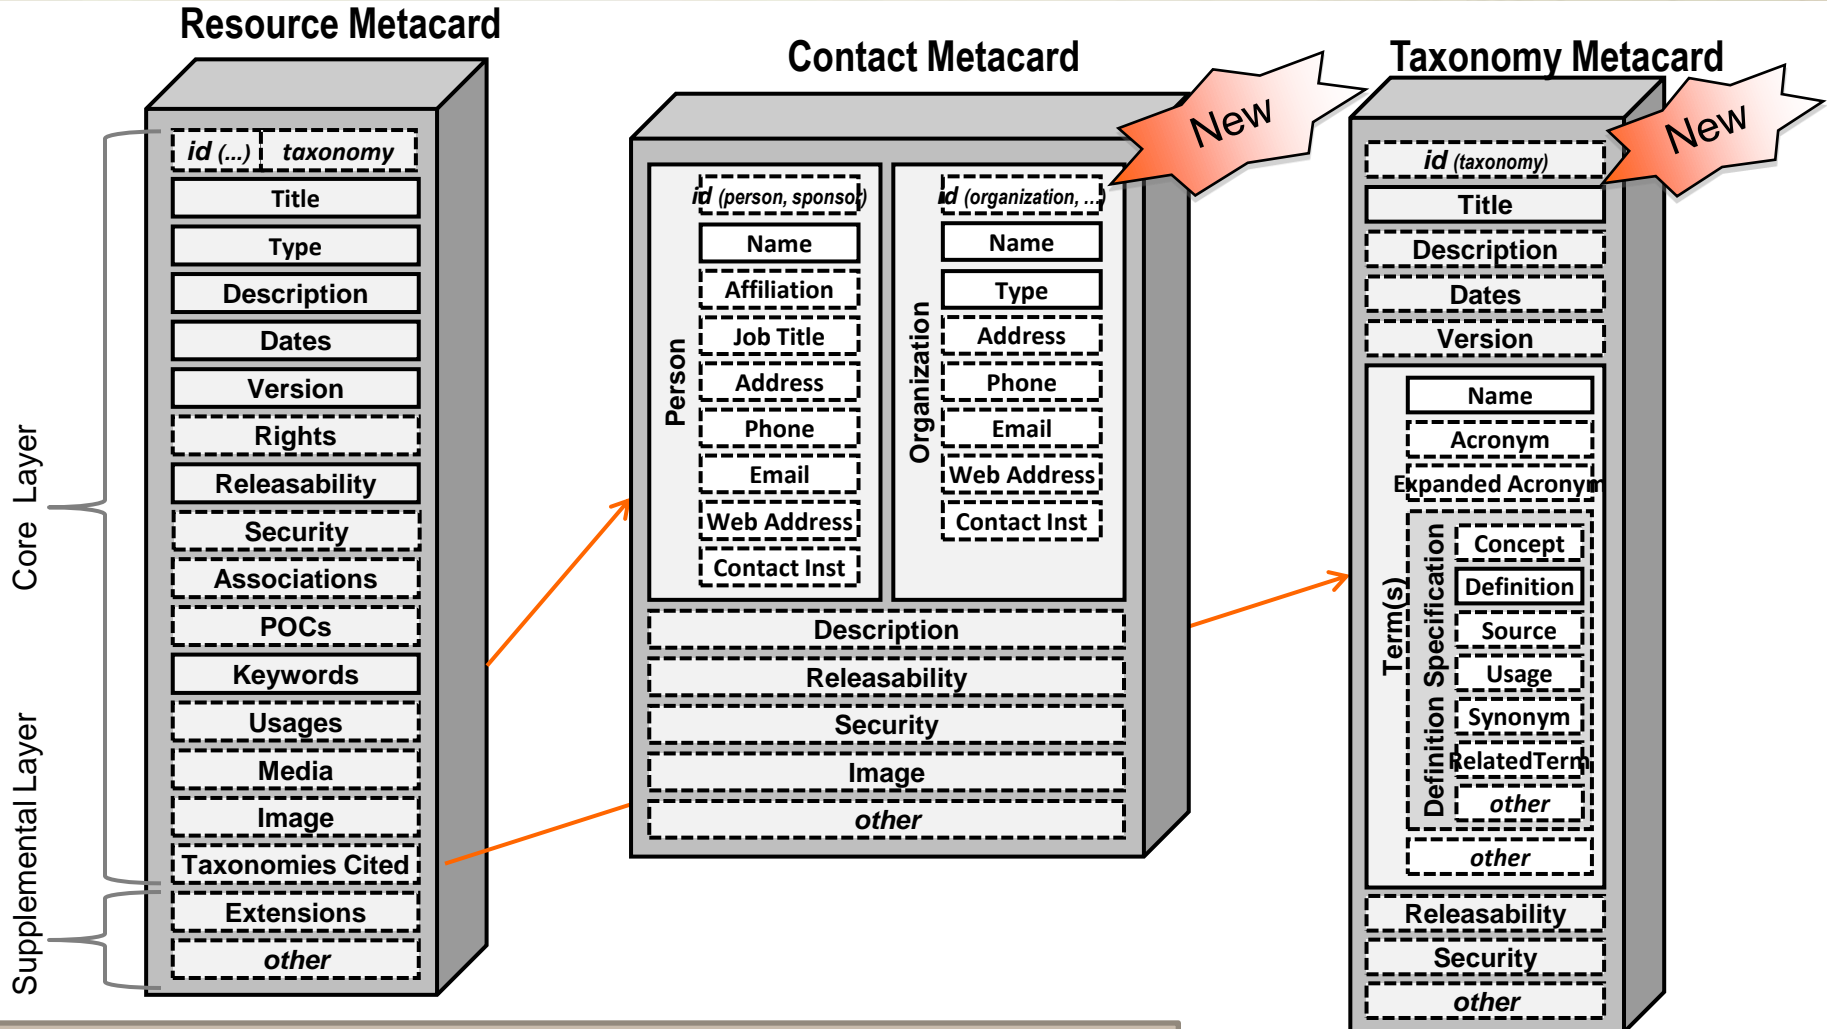 Resource Metacard
Core Layer
Supplemental Layer
id (...) taxonomy
Title
Type
Description
Dates
Version
Rights
Releasability
Security
Associations
POCs
Keywords
Usages
Media
Image
Taxonomies Cited
Extensions
other
Contact Metacard
New
Person
id (person, sponsor)
Name
Affiliation
Job Title
Address
Phone
Email
Web Address
Contact Inst
Organization
id (organization, ...)
Name
Type
Address
Phone
Email
Web Address
Contact Inst
Description
Releasability
Security
Image
other
Taxonomy Metacard
New
id (taxonomy)
Title
Description
Dates
Version
Term(s)
Name
Acronym
Expanded Acronym
Definition Specification
Concept
Definition
Source
Usage
Synonym
RelatedTerm
other
other
Releasability
Security
other